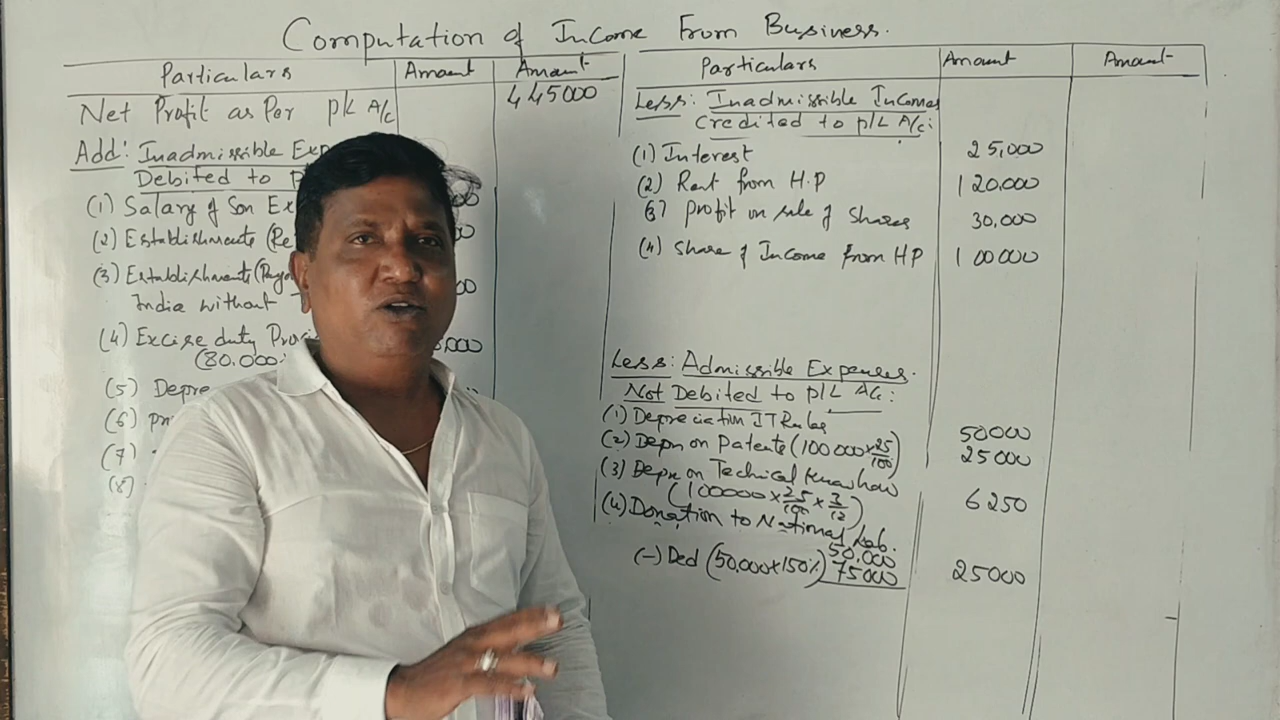 Computation of Income From Business.
Particulars Amount Amount
Net Profit as Per P/L A/c 445000
Add: Inadmissible Exp
Debited to P
(1) Salary of Son Ex
(2) Establishments (Re
(3) Establishments
India without
(4) Excise duty Provi
(80.000
(5) Depre
(6) Pr
(7)
(8)
Particulars Amount Amount
Less: Inadmissible Incomes
Credited to P/L A/c:
(1) Interest 25,000
(2) Rent from H.P 120,000
(3) Profit on sale of Shares 30,000
(4) Share of Income from HP 100000
Less: Admissible Expenses.
Not Debited to P/L A/c:
(1) Depreciation IT Rules 50000
(2) Depn on Patents (100000×25/100) 25000
(3) Depn on Technical Know how
(100000×25/100×3/12) 6250
(4) Donation to National Lab.
50,000
(-) Ded (50,000×150%) 75000 25000